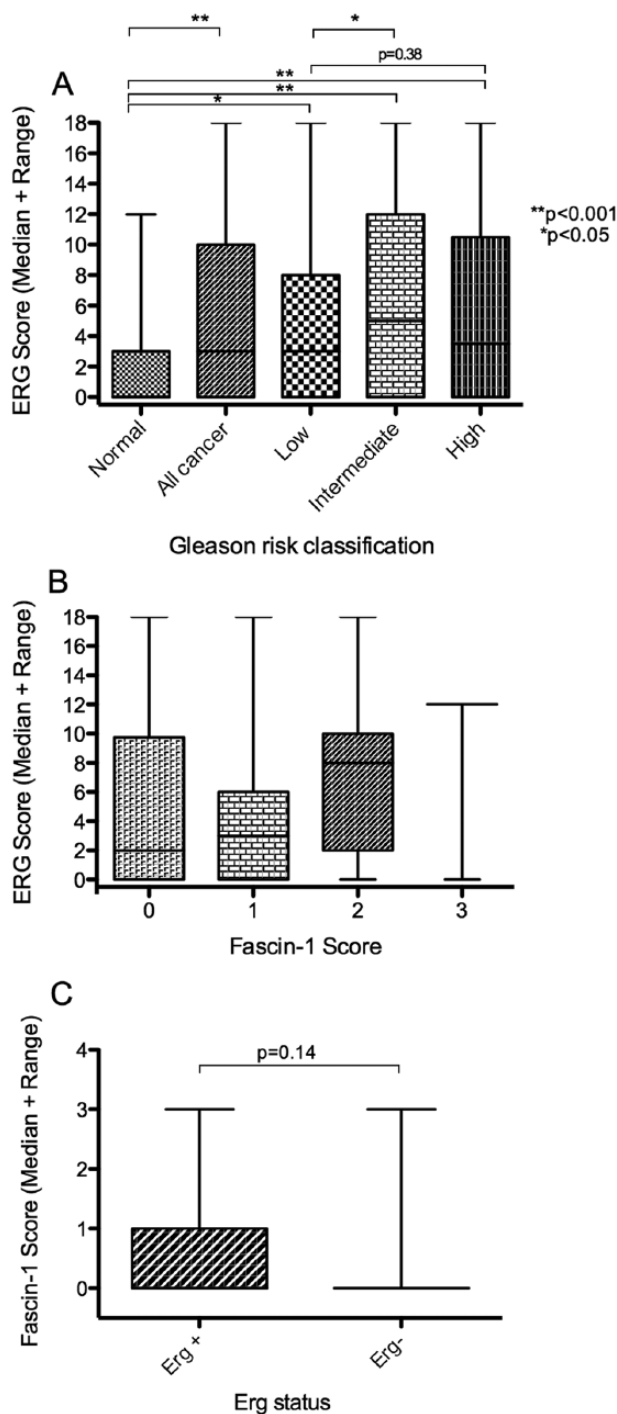 ** *
p=0.38
**
**
*
A
ERG Score (Median + Range)
18
16
14
12
10
8
6
4
2
0
**p<0.001
*p<0.05
Normal
All cancer
Low
Intermediate
High
Gleason risk classification
B
ERG Score (Median + Range)
18
16
14
12
10
8
6
4
2
0
0 1 2 3
Fascin-1 Score
C
Fascin-1 Score (Median + Range)
4
3
2
1
0
p=0.14
Erg +
Erg-
Erg status